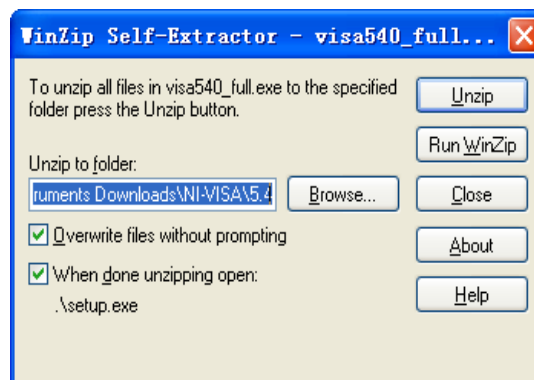 WinZip Self-Extractor - visa540_full...
To unzip all files in visa540_full.exe to the specified
folder press the Unzip button.
Unzip to folder:
ruments Downloads\NI-VISA\5.4
Browse...
Overwrite files without prompting
When done unzipping open:
.\setup.exe
Unzip
Run WinZip
Close
About
Help